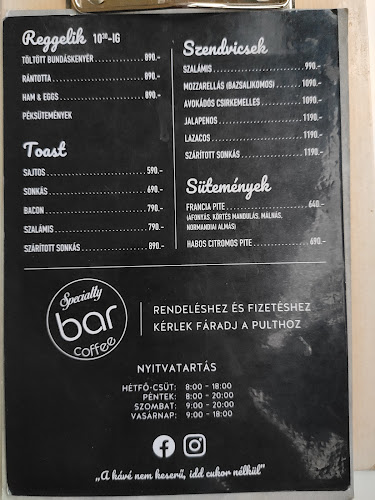 Reggelik 10³⁰-IG
TÖLTÖTT BUNDÁSKENYÉR 890.-
RÁNTOTTA 890.-
HAM & EGGS 890.-
PÉKSÜTEMÉNYEK
Toast
SAJTOS 590.-
SONKÁS 690.-
BACON 790.-
SZALÁMIS 790.-
SZÁRÍTOTT SONKÁS 890.-
Szendvicsek
SZALÁMIS 990.-
MOZZARELLÁS (BAZSALIKOMOS) 1090.-
AVOKÁDÓS CSIRKEMELLES 1090.-
JALAPENOS 1190.-
LAZACOS 1190.-
SZÁRÍTOTT SONKÁS 1190.-
Sütemények
FRANCIA PITE 640.-
(ÁFONYÁS, KÖRTÉS MANDULÁS, MÁLNÁS,
NORMANDIAI ALMÁS)
HABOS CITROMOS PITE 690.-
Specialty
bar
coffee
RENDELÉSHEZ ÉS FIZETÉSHEZ
KÉRLEK FÁRADJ A PULTHOZ
NYITVATARTÁS
HÉTFŐ-CSÜT: 8:00 - 18:00
PÉNTEK: 8:00 - 20:00
SZOMBAT: 9:00 - 20:00
VASÁRNAP: 9:00 - 18:00
„A kávé nem keserű, idd cukor nélkül"